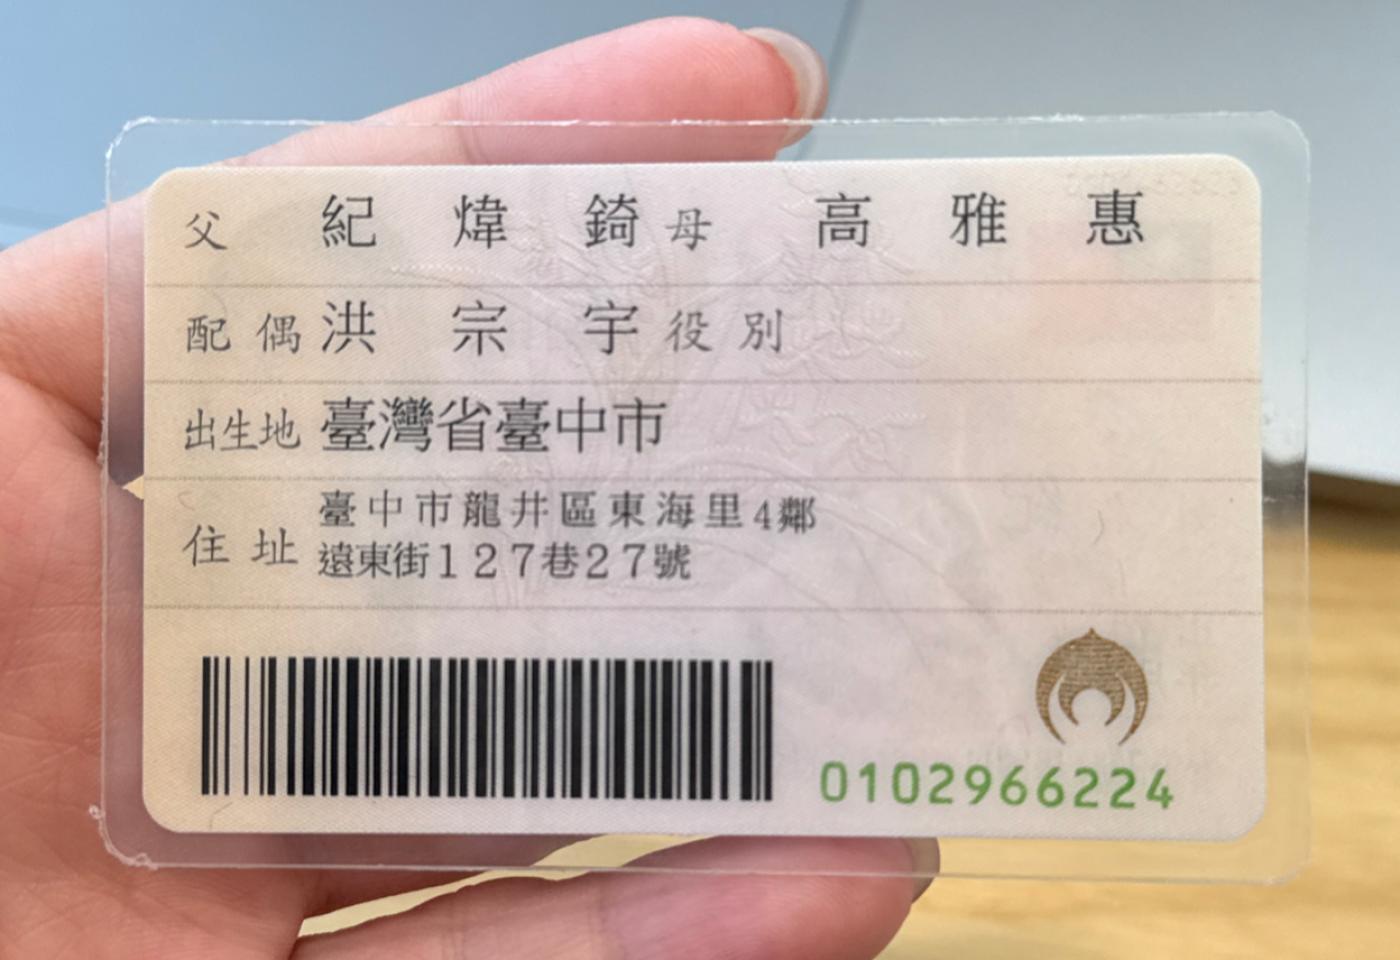 父 紀煒錡 母 高雅惠
配偶 洪宗宇 役別
出生地 臺灣省臺中市
住址 臺中市龍井區東海里4鄰
遠東街127巷27號
0102966224